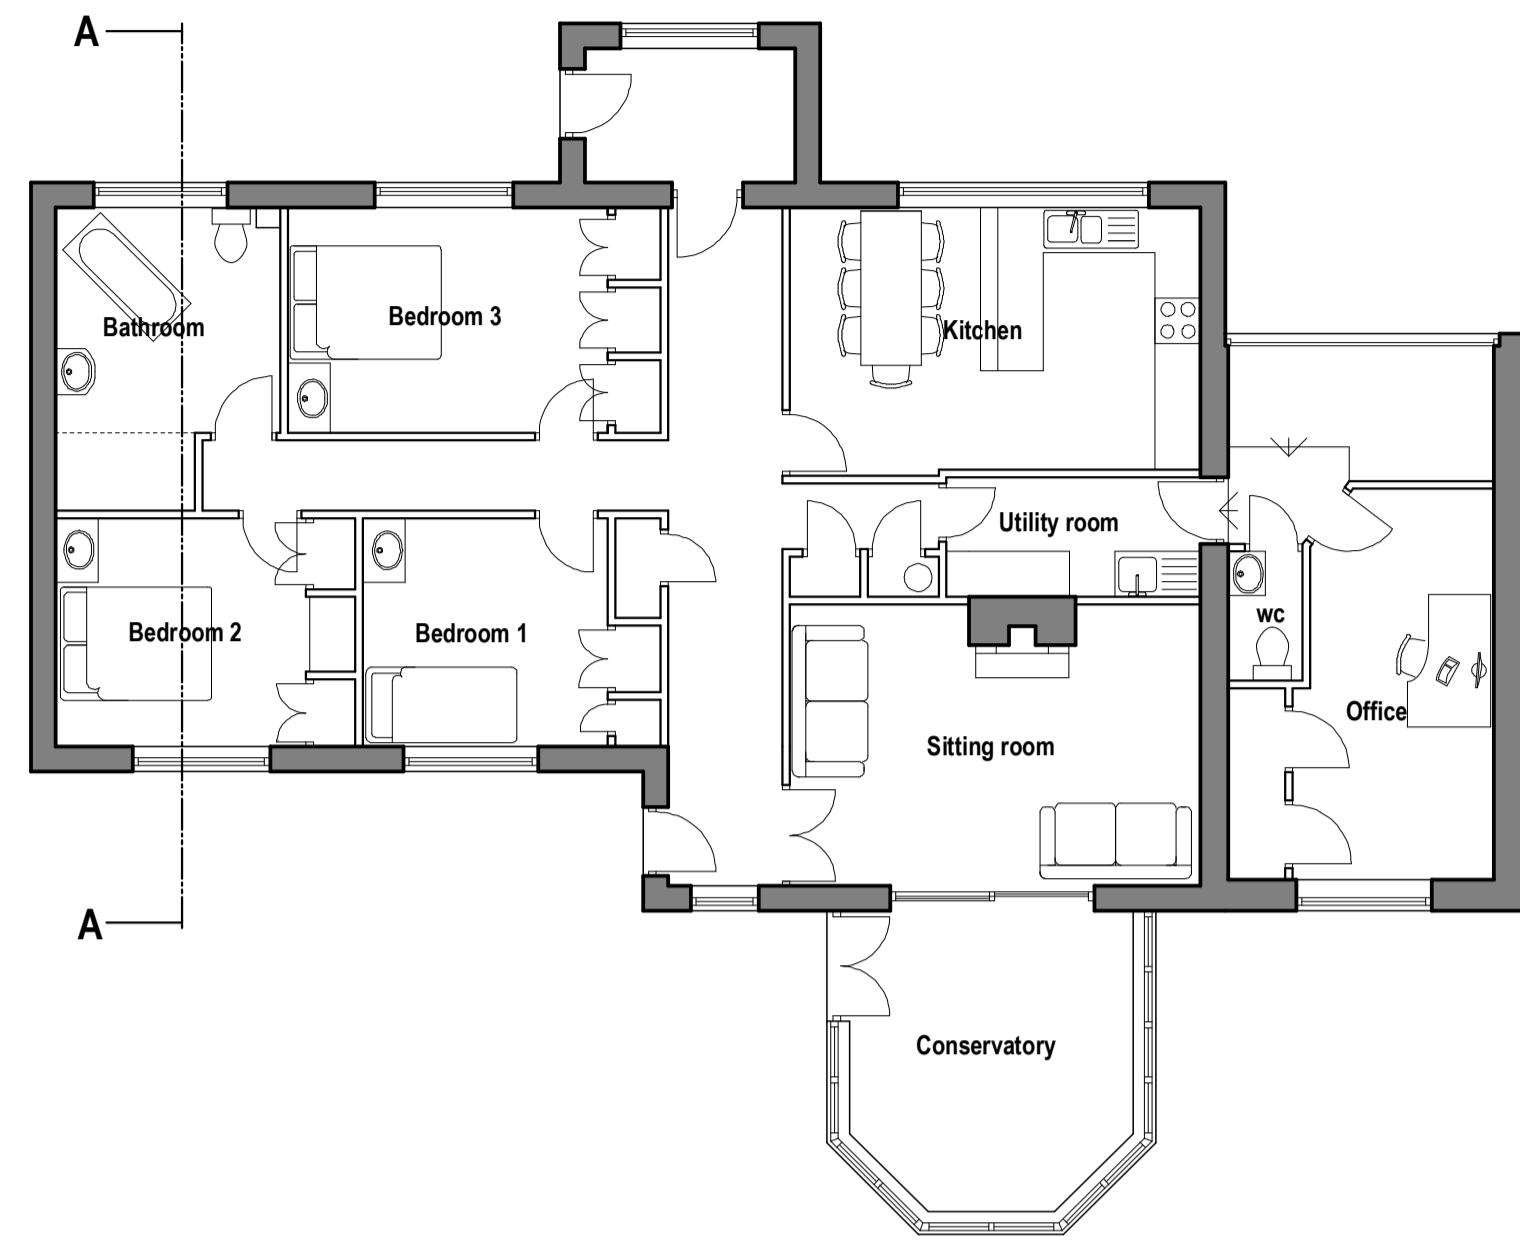 A
Bathroom
Bedroom 3
Kitchen
Utility room
Bedroom 2
Bedroom 1
wc
Office
Sitting room
A
Conservatory